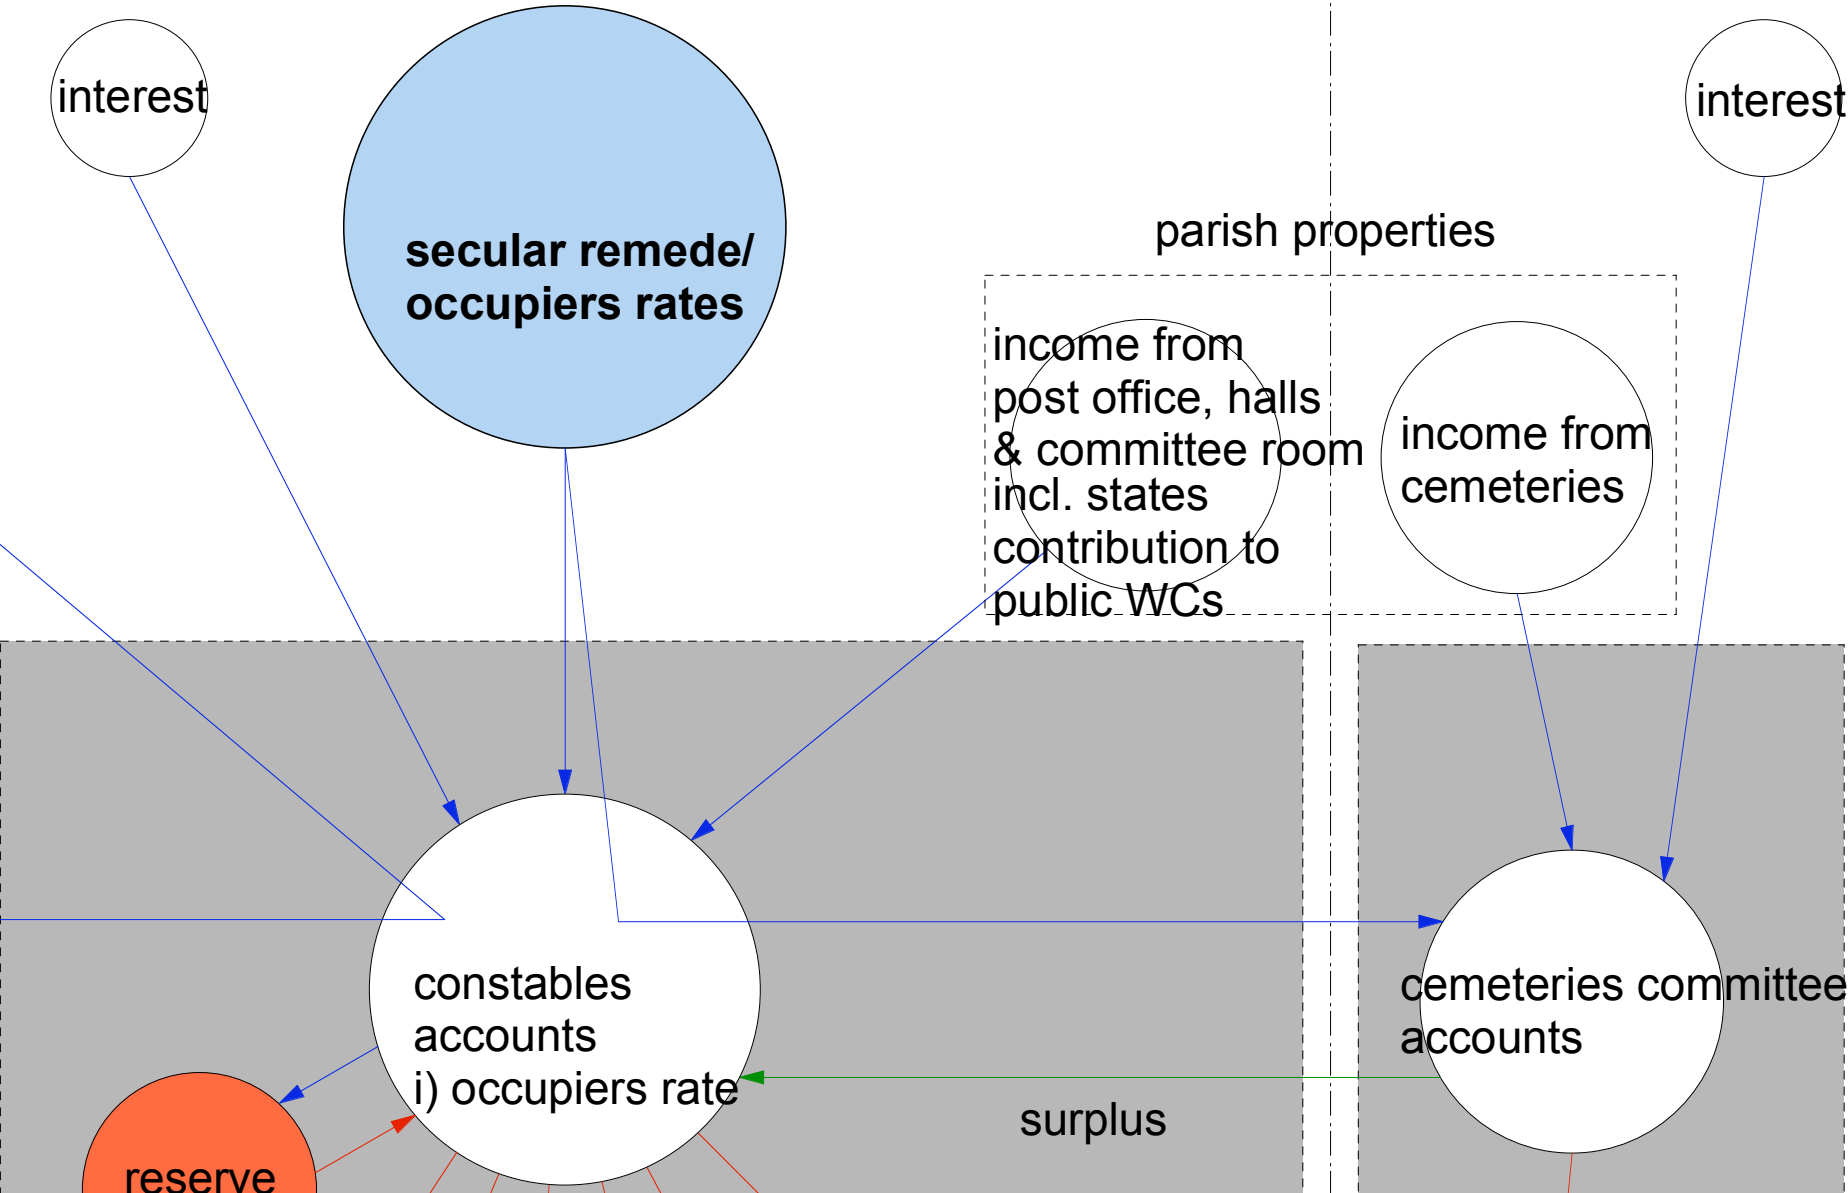 interest
secular remede/
occupiers rates
interest
parish properties
income from
post office, halls
& committee room
incl. states
contribution to
public WCs
income from
cemeteries
constables
accounts
i) occupiers rate
cemeteries committee
accounts
surplus
reserve